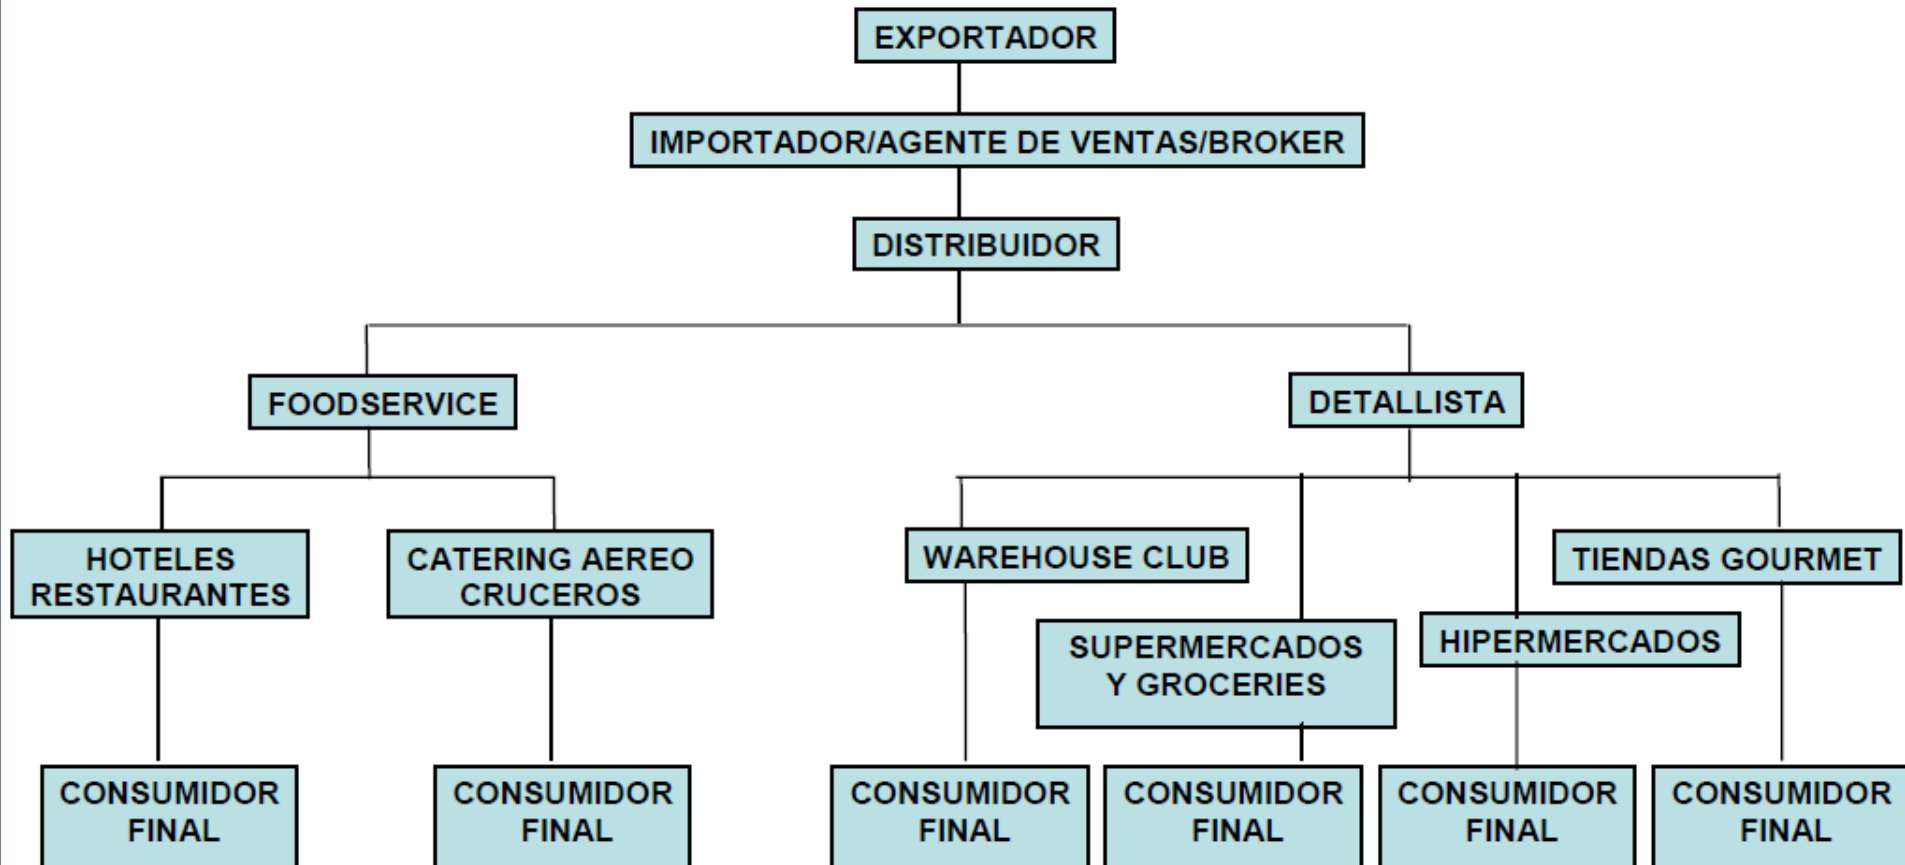 EXPORTADOR
IMPORTADOR/AGENTE DE VENTAS/BROKER
DISTRIBUIDOR
FOODSERVICE
DETALLISTA
HOTELES
RESTAURANTES
CATERING AEREO
CRUCEROS
WAREHOUSE CLUB
SUPERMERCADOS
Y GROCERIES
HIPERMERCADOS
TIENDAS GOURMET
CONSUMIDOR
FINAL
CONSUMIDOR
FINAL
CONSUMIDOR
FINAL
CONSUMIDOR
FINAL
CONSUMIDOR
FINAL
CONSUMIDOR
FINAL